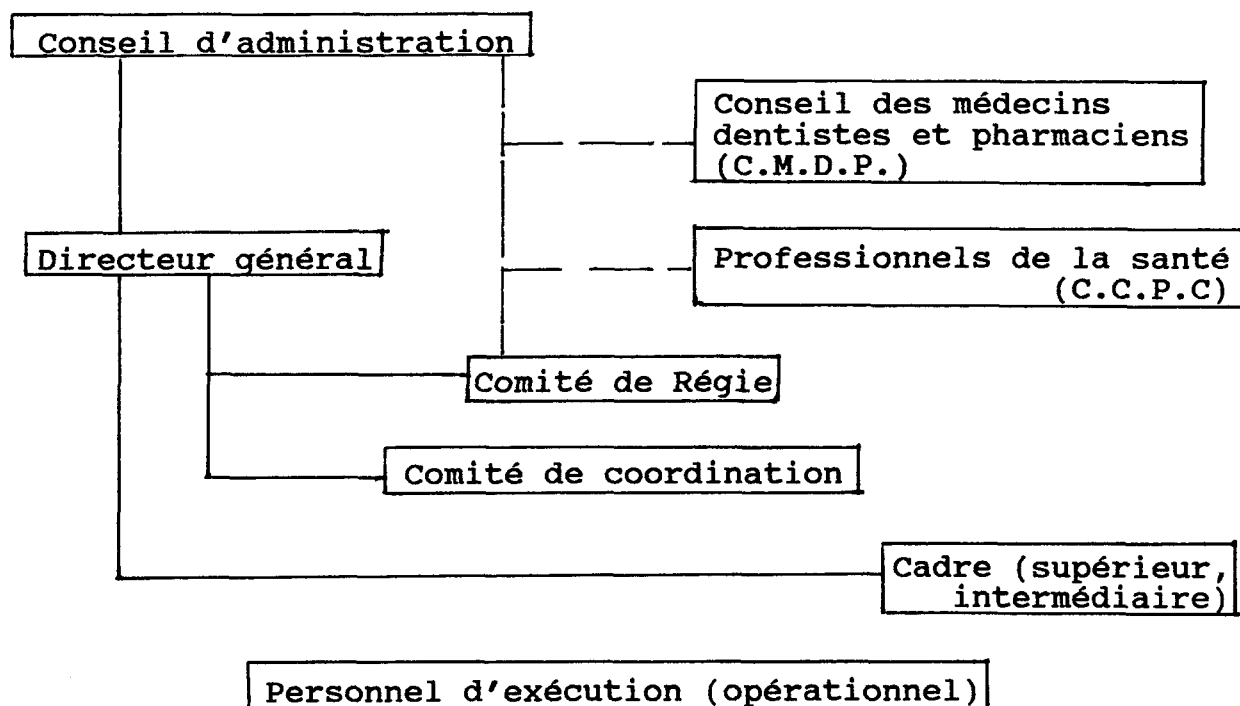 Conseil d'administration
Conseil des médecins
dentistes et pharmaciens
(C.M.D.P.)
Directeur général
Professionnels de la santé
(C.C.P.C)
Comité de Régie
Comité de coordination
Cadre (supérieur,
intermédiaire)
Personnel d'exécution (opérationnel)